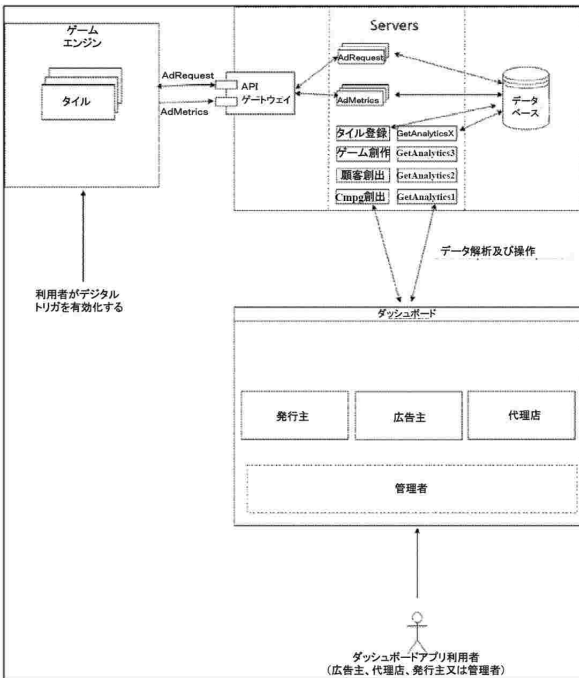 ゲーム
エンジン
タイル
AdRequest
AdMetrics
API
ゲートウェイ
Servers
AdRequest
AdMetrics
データ
ベース
タイル登録
GetAnalyticsX
ゲーム創作
GetAnalytics3
顧客創出
GetAnalytics2
Cmpg創出
GetAnalytics1
データ解析及び操作
利用者がデジタル
トリガを有効化する
ダッシュボード
発行主
広告主
代理店
管理者
ダッシュボードアプリ利用者
（広告主、代理店、発行主又は管理者）